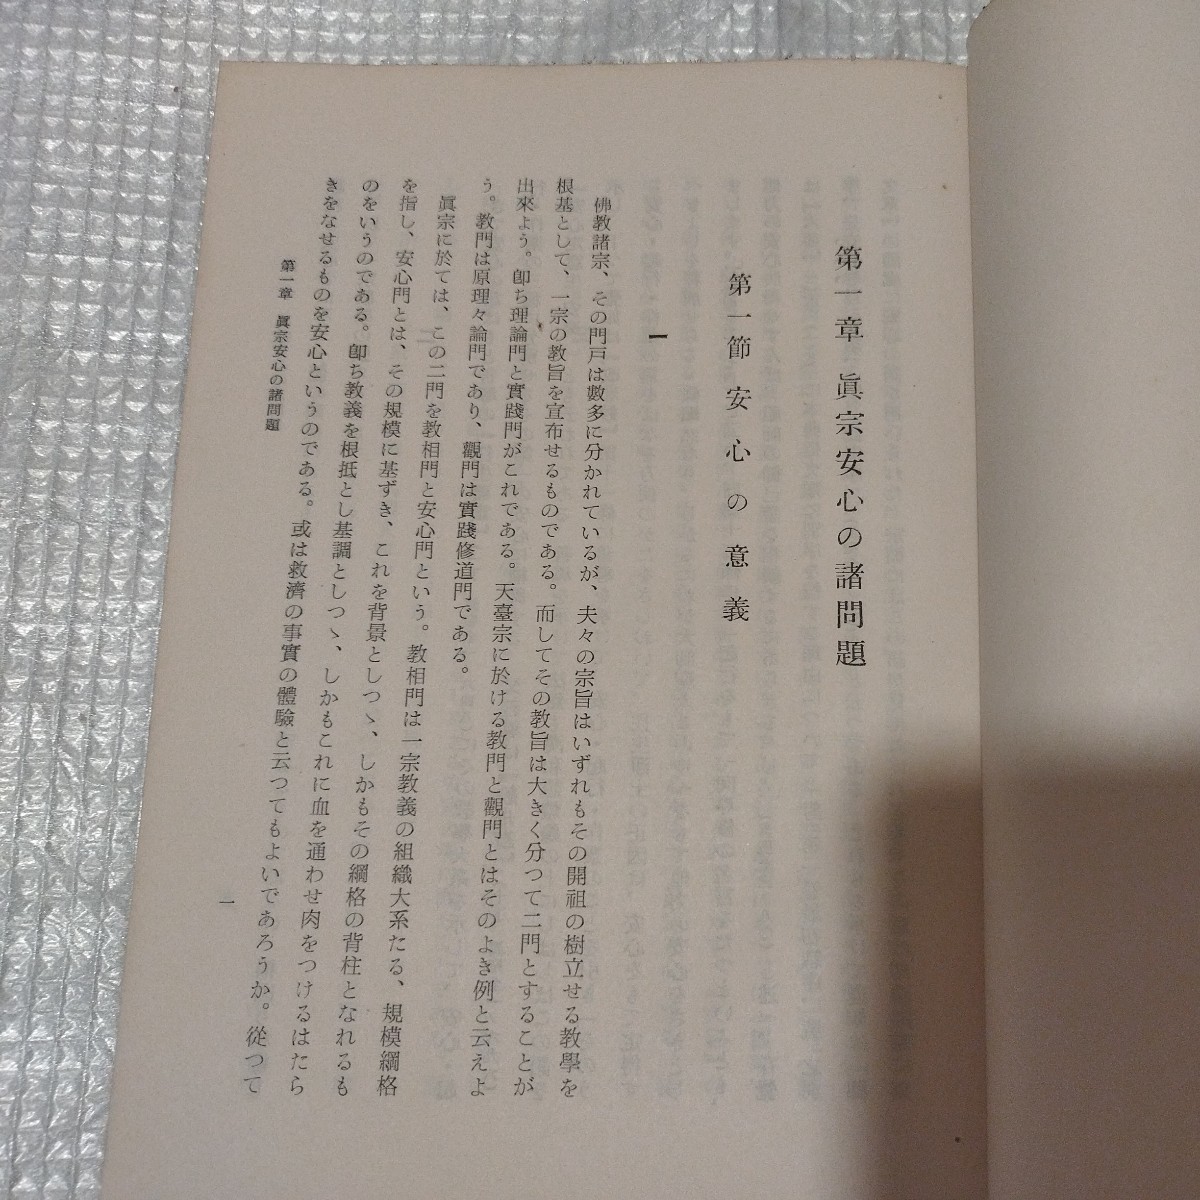 第一章　眞宗安心の諸問題
第一節　安心の意義
一
佛教諸宗、その門戸は數多に分かれているが、夫々の宗旨はいずれもその開祖の樹立せる教學を
根基として、一宗の教旨を宣布せるものである。而してその教旨は大きく分つて二門とすることが
出來よう。卽ち理論門と實踐門がこれである。天臺宗に於ける教門と觀門とはそのよき例と云えよ
う。教門は原理々論門であり、觀門は實踐修道門である。
眞宗に於ては、この二門を教相門と安心門という。教相門は一宗教義の組織大系たる、規模綱格
を指し、安心門とは、その規模に基ずき、これを背景としつゝ、しかもその綱格の背柱となれるも
のをいうのである。卽ち教義を根抵とし基調としつゝ、しかもこれに血を通わせ肉をつけるはたら
きをなせるものを安心というのである。或は救濟の事實の體驗と云つてもよいであろうか。從つて
第一章　眞宗安心の諸問題
一